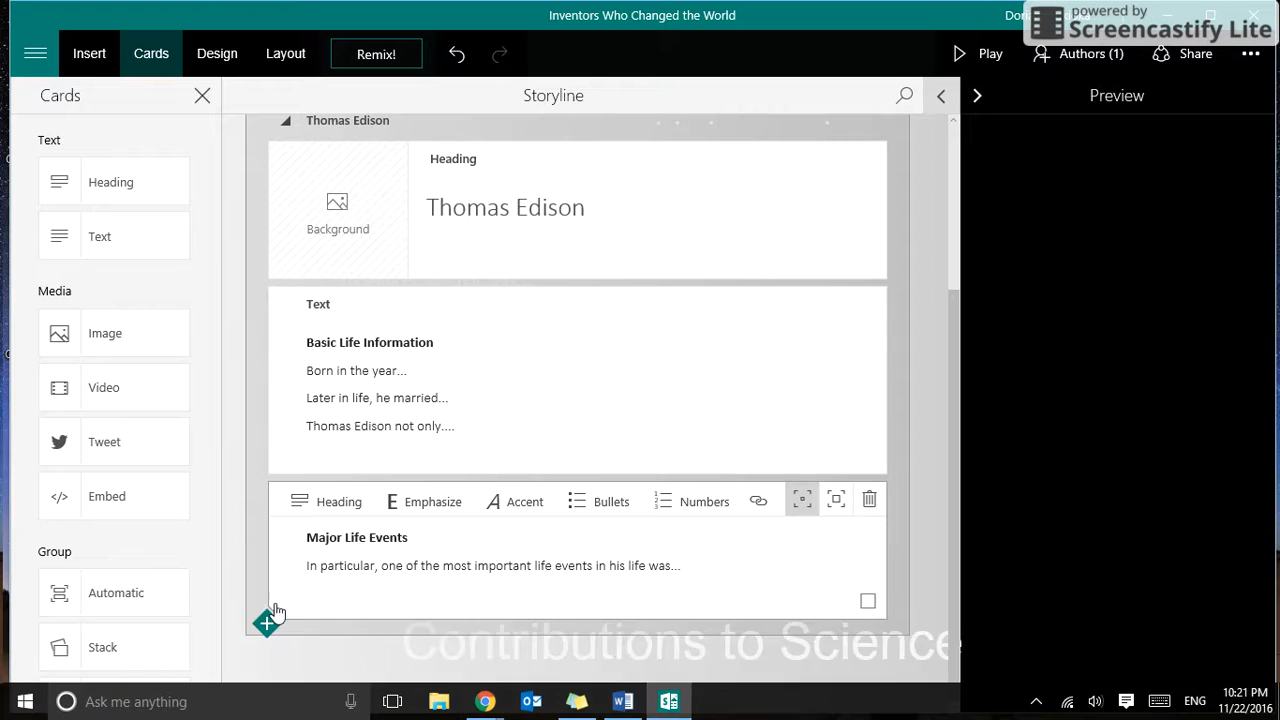 Inventors Who Changed the World
Dori
powered by
Screencastify Lite
Insert
Cards
Design
Layout
Remix!
Play
Authors (1)
Share
Cards
Storyline
Preview
Text
Heading
Text
Media
Image
Video
Tweet
</> Embed
Group
Automatic
Stack
Thomas Edison
Heading
Background
Thomas Edison
Text
Basic Life Information
Born in the year...
Later in life, he married...
Thomas Edison not only....
Heading
E Emphasize
A Accent
Bullets
Numbers
Major Life Events
In particular, one of the most important life events in his life was...
Contributions to Science
Ask me anything
ENG
10:21 PM
11/22/2016